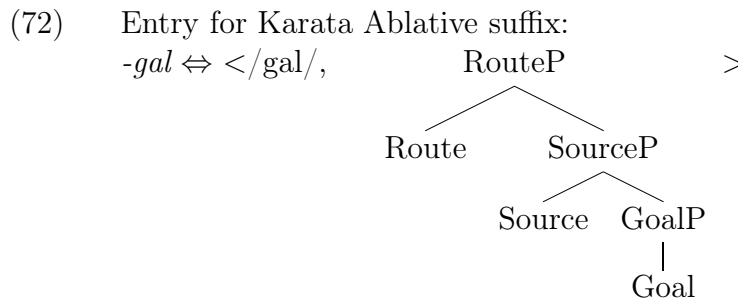 (72) Entry for Karata Ablative suffix:
-gal ⇔ </gal/, RouteP >
Route SourceP
Source GoalP
Goal